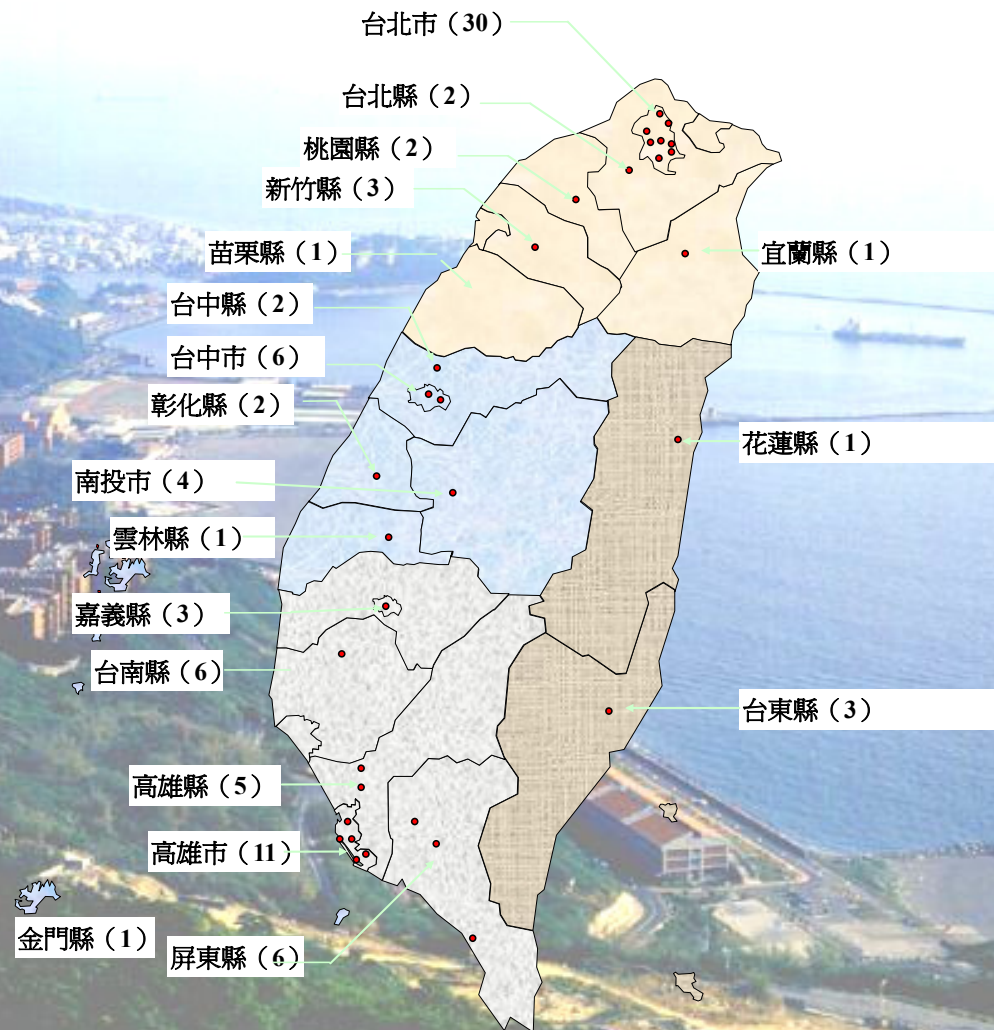 台北市（30）
台北縣（2）
桃園縣（2）
新竹縣（3）
苗栗縣（1）
宜蘭縣（1）
台中縣（2）
台中市（6）
彰化縣（2）
花蓮縣（1）
南投市（4）
雲林縣（1）
嘉義縣（3）
台南縣（6）
台東縣（3）
高雄縣（5）
高雄市（11）
金門縣（1）
屏東縣（6）